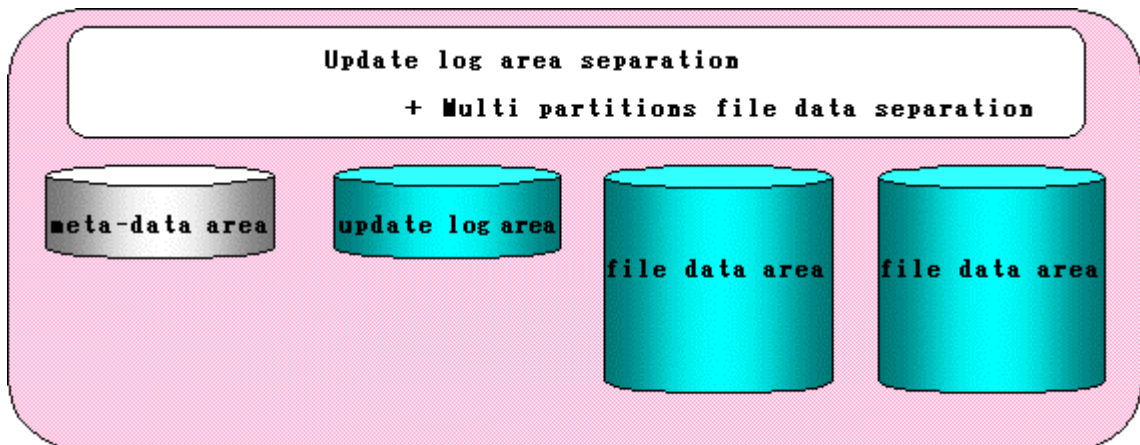 Update log area separation
+ Multi partitions file data separation
meta-data area
update log area
file data area
file data area